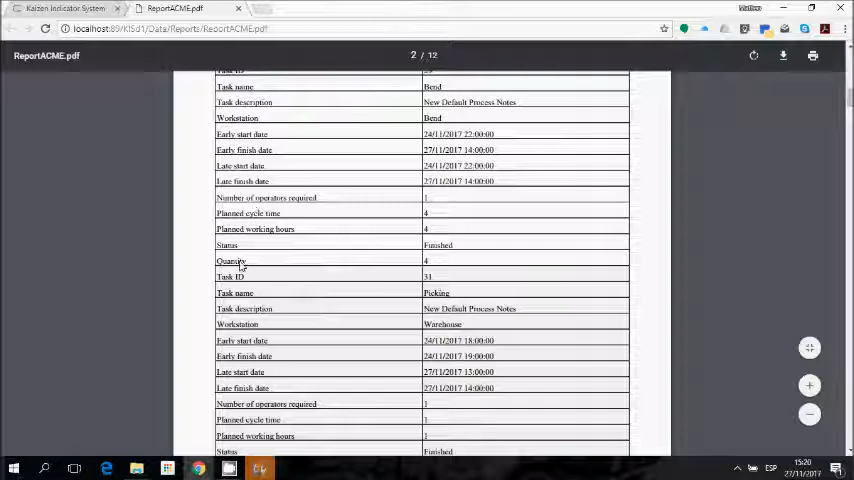 Kaizen Indicator System
ReportACME.pdf
Matteo
localhost:89/KISd1/Data/Reports/ReportACME.pdf
ReportACME.pdf
2 / 12
Task ID 29
Task name Bend
Task description New Default Process Notes
Workstation Bend
Early start date 24/11/2017 22:00:00
Early finish date 27/11/2017 14:00:00
Late start date 24/11/2017 22:00:00
Late finish date 27/11/2017 14:00:00
Number of operators required 1
Planned cycle time 4
Planned working hours 4
Status Finished
Quantity 4
Task ID 31
Task name Picking
Task description New Default Process Notes
Workstation Warehouse
Early start date 24/11/2017 18:00:00
Early finish date 24/11/2017 19:00:00
Late start date 27/11/2017 13:00:00
Late finish date 27/11/2017 14:00:00
Number of operators required 1
Planned cycle time 1
Planned working hours 1
Status Finished
ESP
15:20
27/11/2017